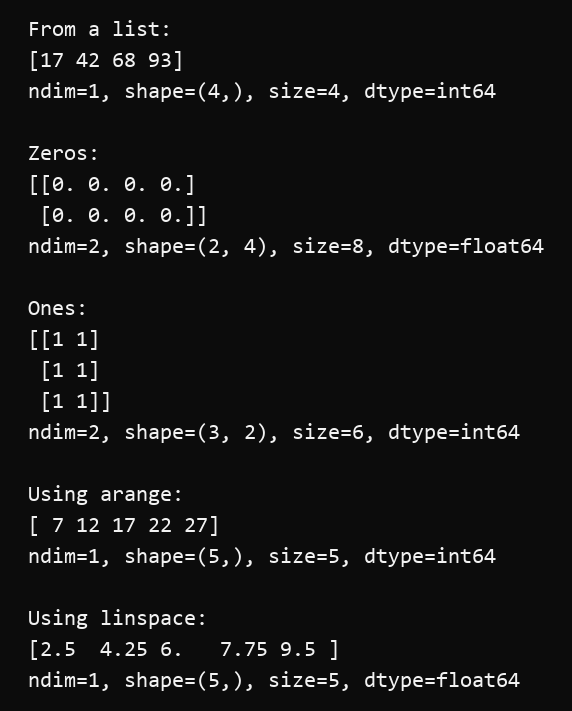 From a list:
[17 42 68 93]
ndim=1, shape=(4,), size=4, dtype=int64

Zeros:
[[0. 0. 0. 0.]
 [0. 0. 0. 0.]]
ndim=2, shape=(2, 4), size=8, dtype=float64

Ones:
[[1 1]
 [1 1]
 [1 1]]
ndim=2, shape=(3, 2), size=6, dtype=int64

Using arange:
[ 7 12 17 22 27]
ndim=1, shape=(5,), size=5, dtype=int64

Using linspace:
[2.5  4.25 6.   7.75 9.5 ]
ndim=1, shape=(5,), size=5, dtype=float64